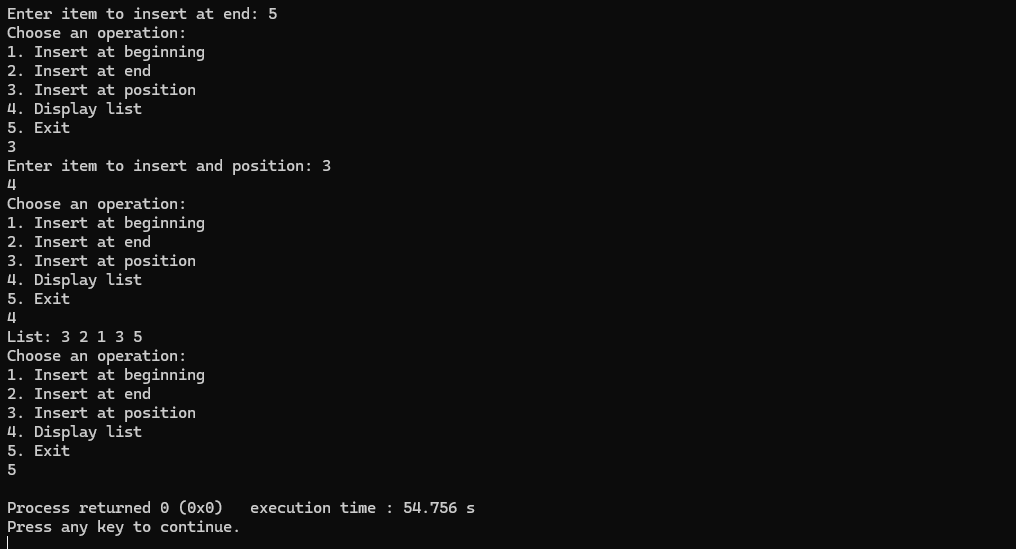 Enter item to insert at end: 5
Choose an operation:
1. Insert at beginning
2. Insert at end
3. Insert at position
4. Display list
5. Exit
3
Enter item to insert and position: 3
4
Choose an operation:
1. Insert at beginning
2. Insert at end
3. Insert at position
4. Display list
5. Exit
4
List: 3 2 1 3 5
Choose an operation:
1. Insert at beginning
2. Insert at end
3. Insert at position
4. Display list
5. Exit
5
Process returned 0 (0x0)   execution time : 54.756 s
Press any key to continue.